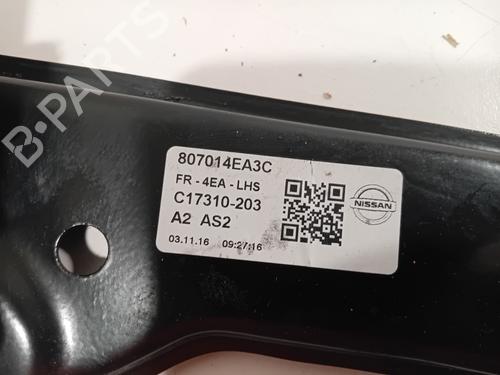 B-PARTS
807014EA3C
FR - 4EA - LHS
C17310-203
A2 AS2
03.11.16 09:27:16
NISSAN